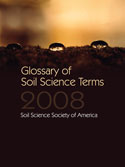 Glossary of
Soil Science Terms
2008
Soil Science Society of America